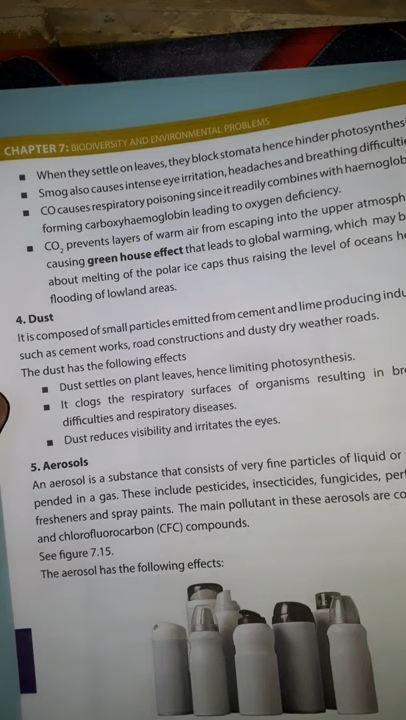 CHAPTER 7: BIODIVERSITY AND ENVIRONMENTAL PROBLEMS
■ When they settle on leaves, they block stomata hence hinder
■ Smog also causes intense eye irritation, headaches and breathing
■ CO causes respiratory poisoning since it readily combines with
forming carboxyhaemoglobin leading to oxygen deficiency.
■ CO₂ prevents layers of warm air from escaping into the upper
causing green house effect that leads to global warming, which may
about melting of the polar ice caps thus raising the level of oceans
flooding of lowland areas.
4. Dust
It is composed of small particles emitted from cement and lime producing
such as cement works, road constructions and dusty dry weather roads.
The dust has the following effects
■ Dust settles on plant leaves, hence limiting photosynthesis.
■ It clogs the respiratory surfaces of organisms resulting in
difficulties and respiratory diseases.
■ Dust reduces visibility and irritates the eyes.
5. Aerosols
An aerosol is a substance that consists of very fine particles of liquid or
pended in a gas. These include pesticides, insecticides, fungicides,
fresheners and spray paints. The main pollutant in these aerosols are
and chlorofluorocarbon (CFC) compounds.
See figure 7.15.
The aerosol has the following effects: